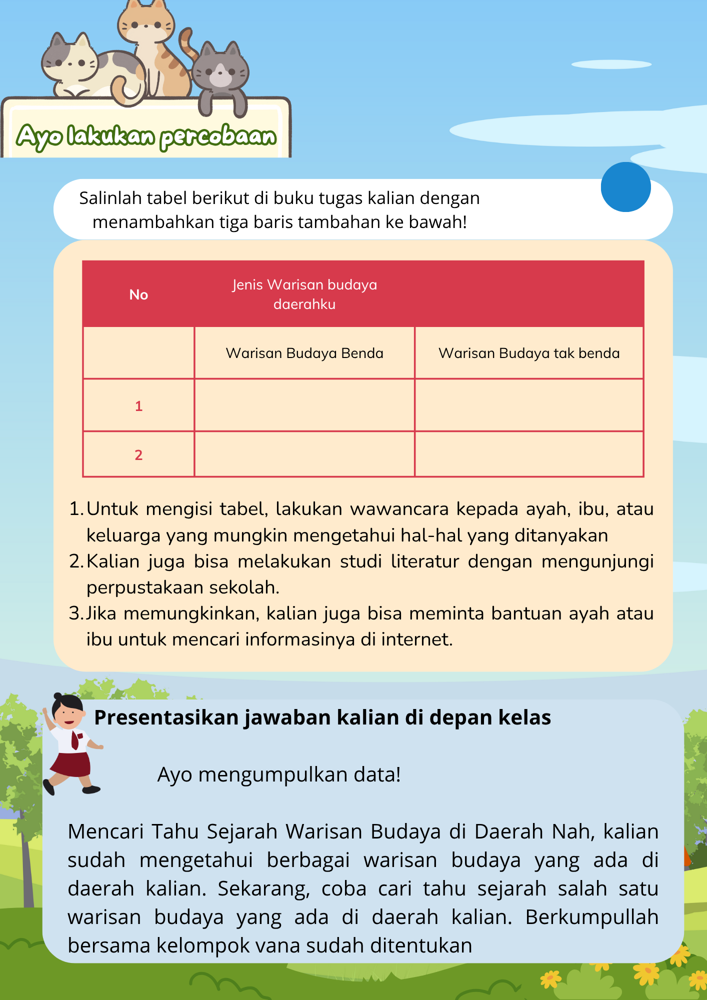 Ayo lakukan percobaan
Salinlah tabel berikut di buku tugas kalian dengan
menambahkan tiga baris tambahan ke bawah!
No
Jenis Warisan budaya
daerahku
Warisan Budaya Benda
Warisan Budaya tak benda
1
2
1. Untuk mengisi tabel, lakukan wawancara kepada ayah, ibu, atau
keluarga yang mungkin mengetahui hal-hal yang ditanyakan
2. Kalian juga bisa melakukan studi literatur dengan mengunjungi
perpustakaan sekolah.
3. Jika memungkinkan, kalian juga bisa meminta bantuan ayah atau
ibu untuk mencari informasinya di internet.
Presentasikan jawaban kalian di depan kelas
Ayo mengumpulkan data!
Mencari Tahu Sejarah Warisan Budaya di Daerah Nah, kalian
sudah mengetahui berbagai warisan budaya yang ada di
daerah kalian. Sekarang, coba cari tahu sejarah salah satu
warisan budaya yang ada di daerah kalian. Berkumpullah
bersama kelompok vana sudah ditentukan